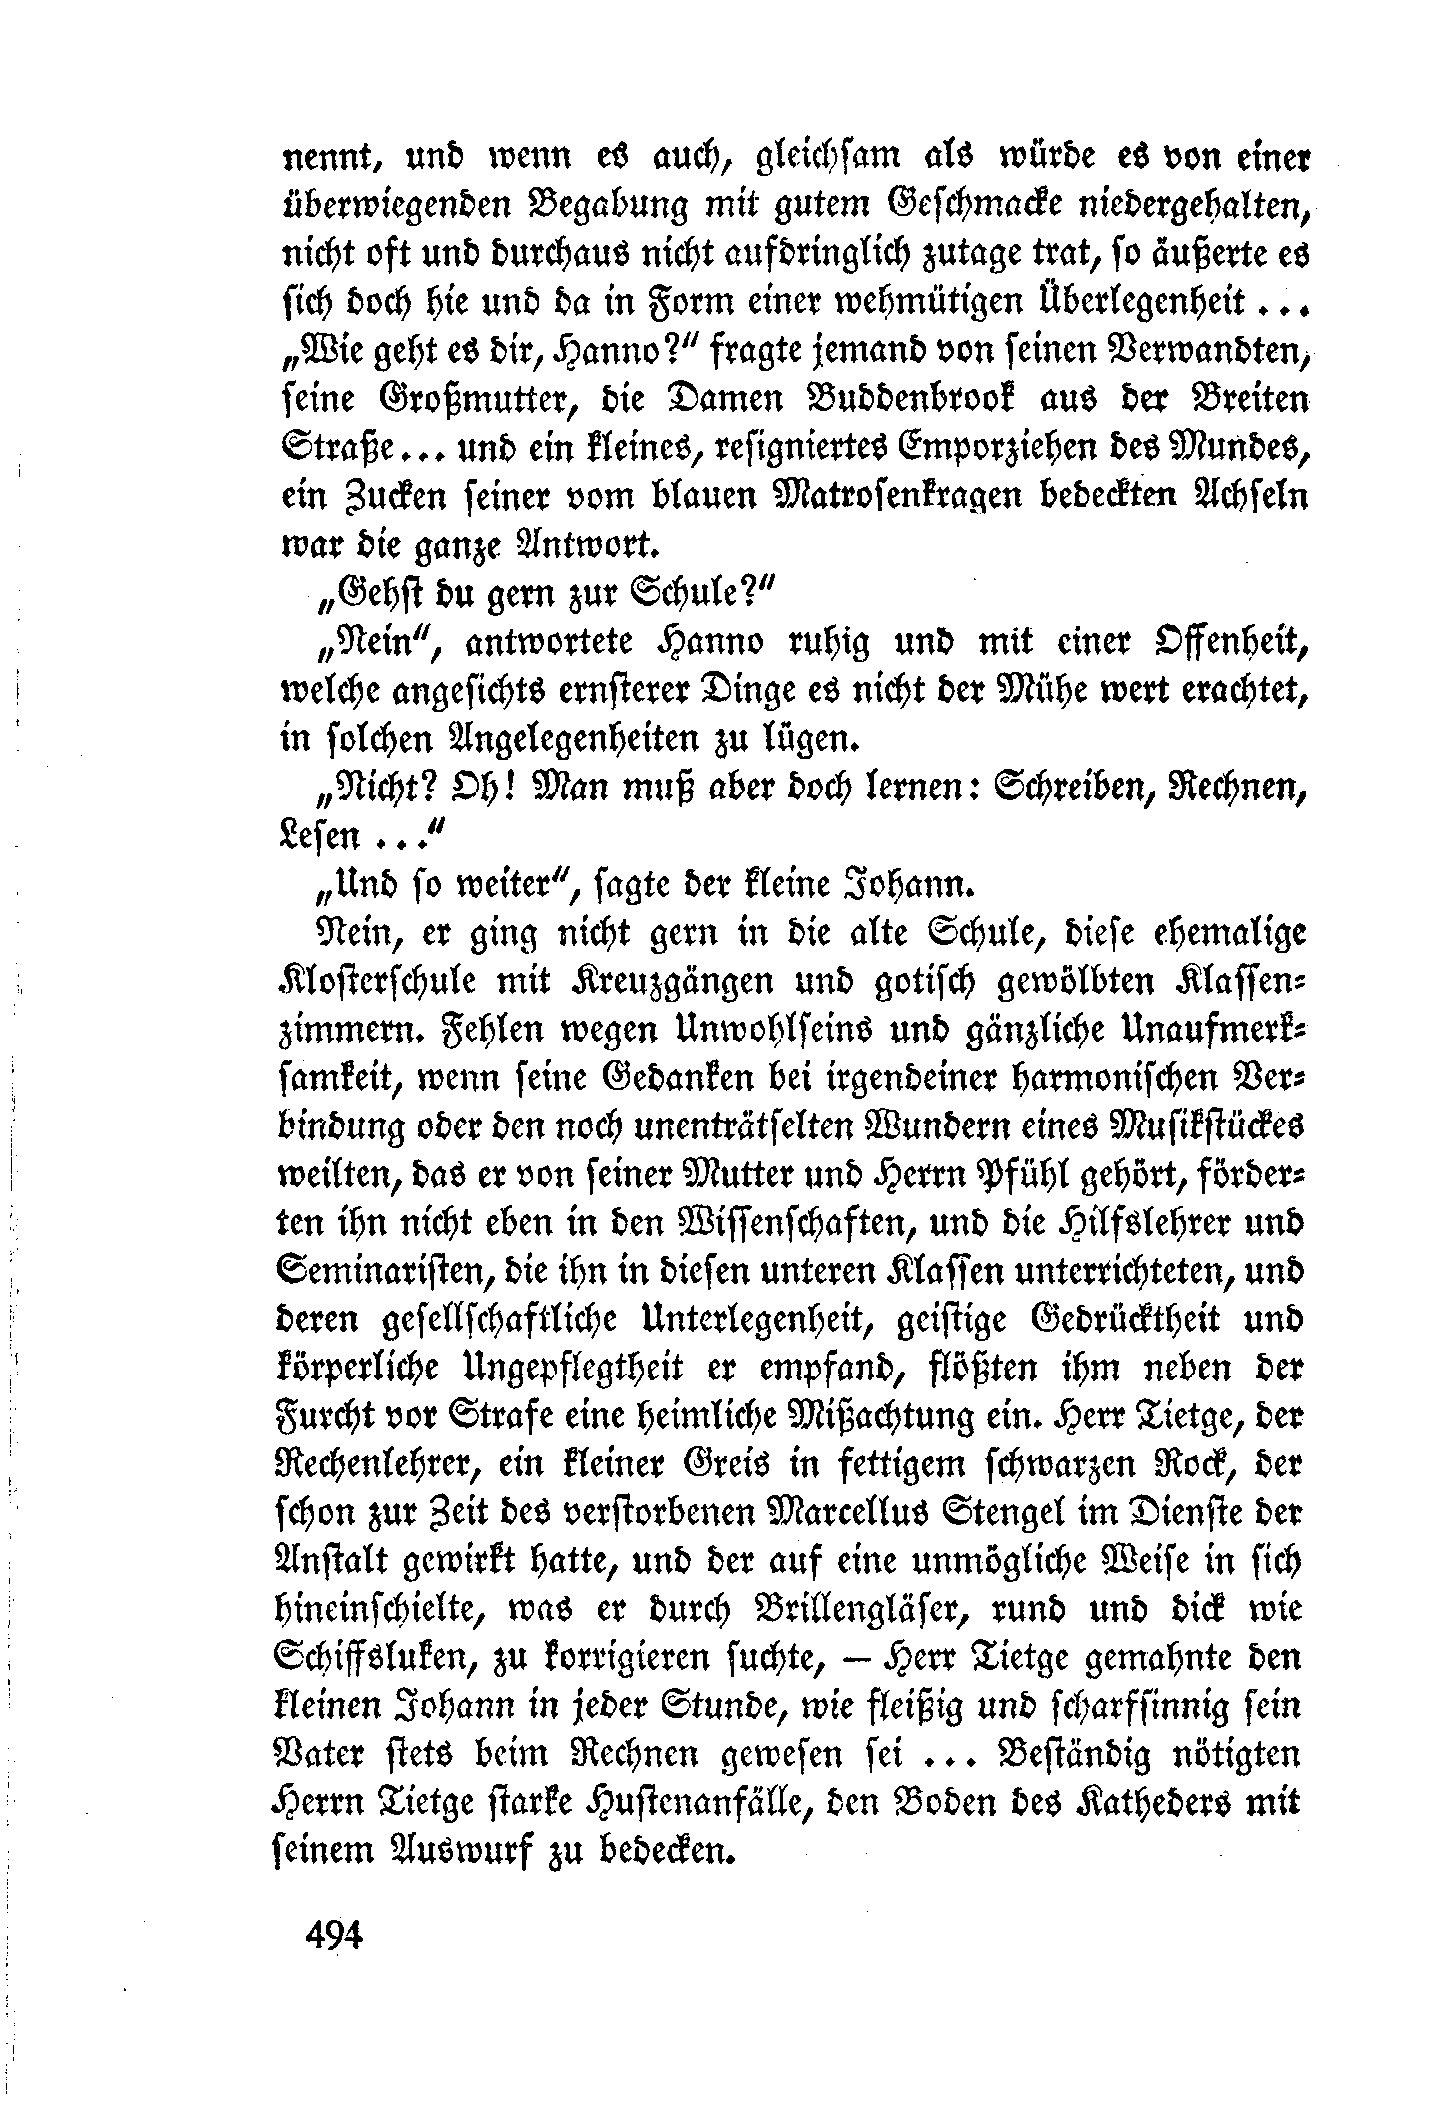 nennt, und wenn es auch, gleichsam als würde es von einer
überwiegenden Begabung mit gutem Geschmacke niedergehalten,
nicht oft und durchaus nicht aufdringlich zutage trat, so äußerte es
sich doch hie und da in Form einer wehmütigen Überlegenheit ...
„Wie geht es dir, Hanno?“ fragte jemand von seinen Verwandten,
seine Großmutter, die Damen Buddenbrook aus der Breiten
Straße... und ein kleines, resigniertes Emporziehen des Mundes,
ein Zucken seiner vom blauen Matrosenkragen bedeckten Achseln
war die ganze Antwort.
„Gehst du gern zur Schule?“
„Nein“, antwortete Hanno ruhig und mit einer Offenheit,
welche angesichts ernsterer Dinge es nicht der Mühe wert erachtet,
in solchen Angelegenheiten zu lügen.
„Nicht? Oh! Man muß aber doch lernen: Schreiben, Rechnen,
Lesen ...“
„Und so weiter“, sagte der kleine Johann.
Nein, er ging nicht gern in die alte Schule, diese ehemalige
Klosterschule mit Kreuzgängen und gotisch gewölbten Klassen-
zimmern. Fehlen wegen Unwohlseins und gänzliche Unaufmerk-
samkeit, wenn seine Gedanken bei irgendeiner harmonischen Ver-
bindung oder den noch unenträtselten Wundern eines Musikstückes
weilten, das er von seiner Mutter und Herrn Pfühl gehört, förder-
ten ihn nicht eben in den Wissenschaften, und die Hilfslehrer und
Seminaristen, die ihn in diesen unteren Klassen unterrichteten, und
deren gesellschaftliche Unterlegenheit, geistige Gedrücktheit und
körperliche Ungepflegtheit er empfand, flößten ihm neben der
Furcht vor Strafe eine heimliche Mißachtung ein. Herr Tietge, der
Rechenlehrer, ein kleiner Greis in fettigem schwarzen Rock, der
schon zur Zeit des verstorbenen Marcellus Stengel im Dienste der
Anstalt gewirkt hatte, und der auf eine unmögliche Weise in sich
hineinschielte, was er durch Brillengläser, rund und dick wie
Schiffsluken, zu korrigieren suchte, — Herr Tietge gemahnte den
kleinen Johann in jeder Stunde, wie fleißig und scharfsinnig sein
Vater stets beim Rechnen gewesen sei ... Beständig nötigten
Herrn Tietge starke Hustenanfälle, den Boden des Katheders mit
seinem Auswurf zu bedecken.
494